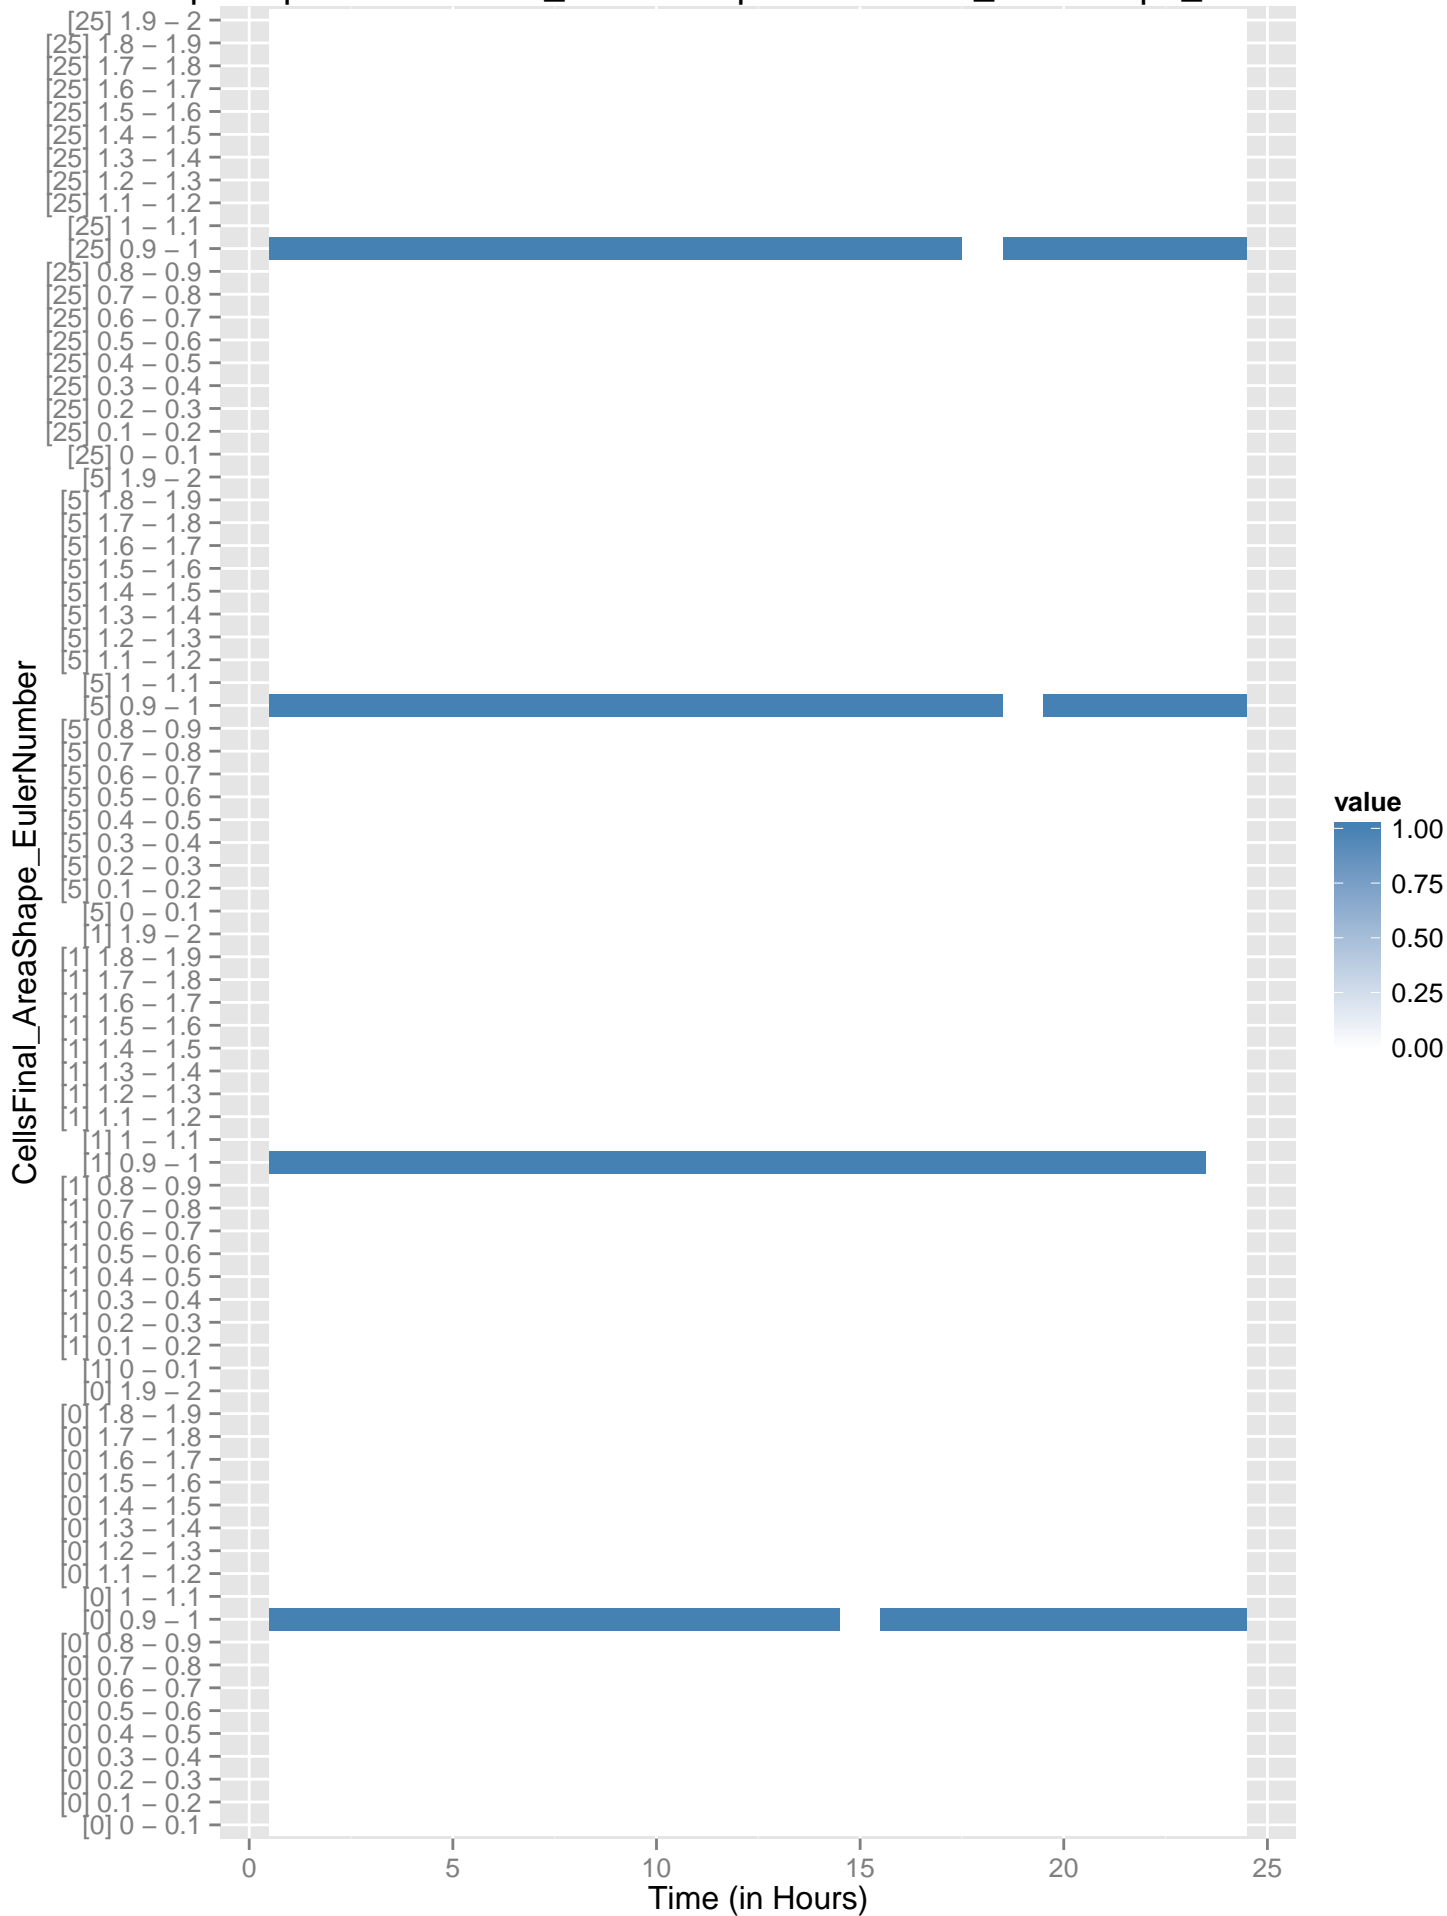 [25] 1.9 – 2
[25] 1.8 – 1.9
[25] 1.7 – 1.8
[25] 1.6 – 1.7
[25] 1.5 – 1.6
[25] 1.4 – 1.5
[25] 1.3 – 1.4
[25] 1.2 – 1.3
[25] 1.1 – 1.2
[25] 1 – 1.1
[25] 0.9 – 1
[25] 0.8 – 0.9
[25] 0.7 – 0.8
[25] 0.6 – 0.7
[25] 0.5 – 0.6
[25] 0.4 – 0.5
[25] 0.3 – 0.4
[25] 0.2 – 0.3
[25] 0.1 – 0.2
[25] 0 – 0.1
[5] 1.9 – 2
[5] 1.8 – 1.9
[5] 1.7 – 1.8
[5] 1.6 – 1.7
[5] 1.5 – 1.6
[5] 1.4 – 1.5
[5] 1.3 – 1.4
[5] 1.2 – 1.3
[5] 1.1 – 1.2
[5] 1 – 1.1
[5] 0.9 – 1
[5] 0.8 – 0.9
[5] 0.7 – 0.8
[5] 0.6 – 0.7
[5] 0.5 – 0.6
[5] 0.4 – 0.5
[5] 0.3 – 0.4
[5] 0.2 – 0.3
[5] 0.1 – 0.2
[5] 0 – 0.1
[1] 1.9 – 2
[1] 1.8 – 1.9
[1] 1.7 – 1.8
[1] 1.6 – 1.7
[1] 1.5 – 1.6
[1] 1.4 – 1.5
[1] 1.3 – 1.4
[1] 1.2 – 1.3
[1] 1.1 – 1.2
[1] 1 – 1.1
[1] 0.9 – 1
[1] 0.8 – 0.9
[1] 0.7 – 0.8
[1] 0.6 – 0.7
[1] 0.5 – 0.6
[1] 0.4 – 0.5
[1] 0.3 – 0.4
[1] 0.2 – 0.3
[1] 0.1 – 0.2
[1] 0 – 0.1
[0] 1.9 – 2
[0] 1.8 – 1.9
[0] 1.7 – 1.8
[0] 1.6 – 1.7
[0] 1.5 – 1.6
[0] 1.4 – 1.5
[0] 1.3 – 1.4
[0] 1.2 – 1.3
[0] 1.1 – 1.2
[0] 1 – 1.1
[0] 0.9 – 1
[0] 0.8 – 0.9
[0] 0.7 – 0.8
[0] 0.6 – 0.7
[0] 0.5 – 0.6
[0] 0.4 – 0.5
[0] 0.3 – 0.4
[0] 0.2 – 0.3
[0] 0.1 – 0.2
[0] 0 – 0.1
CellsFinal_AreaShape_EulerNumber
0 5 10 15 20 25
Time (in Hours)
value
1.00
0.75
0.50
0.25
0.00